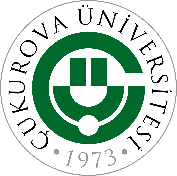 ÇUKUROVA ÜNİVERSİTESİ
• 1973 •